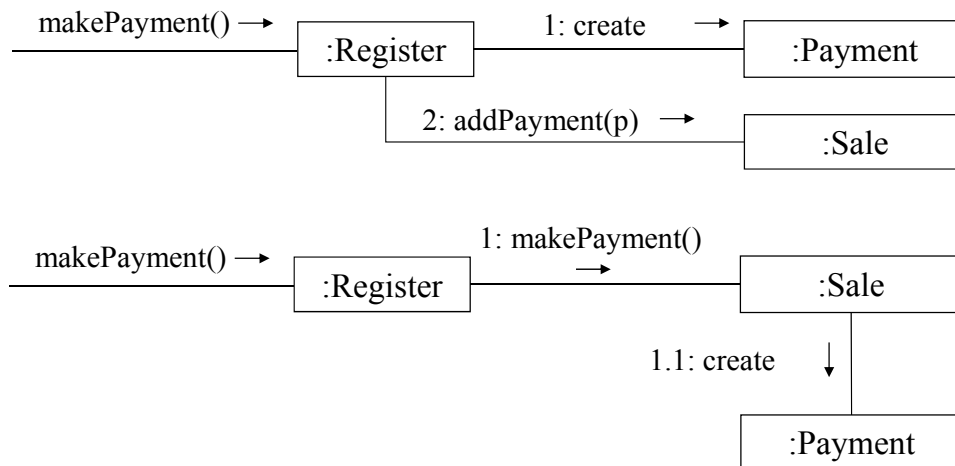 makePayment()
1: create
:Register
:Payment
2: addPayment(p)
:Sale
makePayment()
1: makePayment()
:Register
:Sale
1.1: create
:Payment